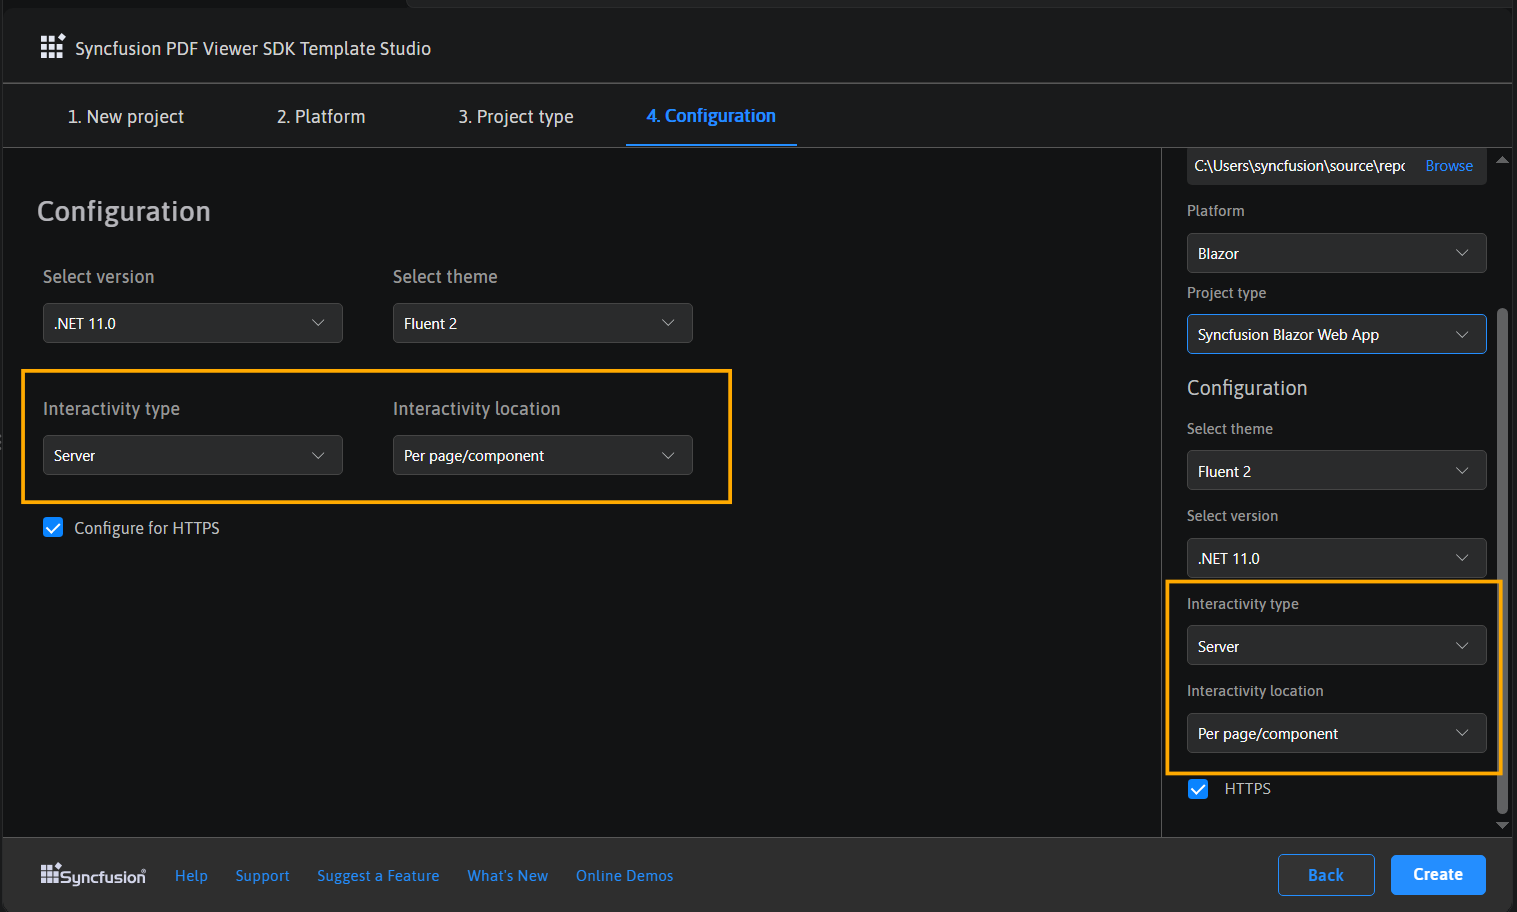 Syncfusion PDF Viewer SDK Template Studio
1. New project
2. Platform
3. Project type
4. Configuration
Configuration
Select version
Select theme
.NET 11.0
Fluent 2
Interactivity type
Interactivity location
Server
Per page/component
Configure for HTTPS
C:\Users\syncfusion\source\repo
Browse
Platform
Blazor
Project type
Syncfusion Blazor Web App
Configuration
Select theme
Fluent 2
Select version
.NET 11.0
Interactivity type
Server
Interactivity location
Per page/component
HTTPS
Syncfusion®
Help
Support
Suggest a Feature
What's New
Online Demos
Back
Create